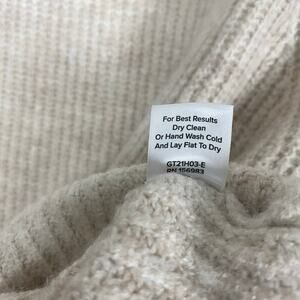 For Best Results
Dry Clean
Or Hand Wash Cold
And Lay Flat To Dry
GT21H03-E
RN 156983